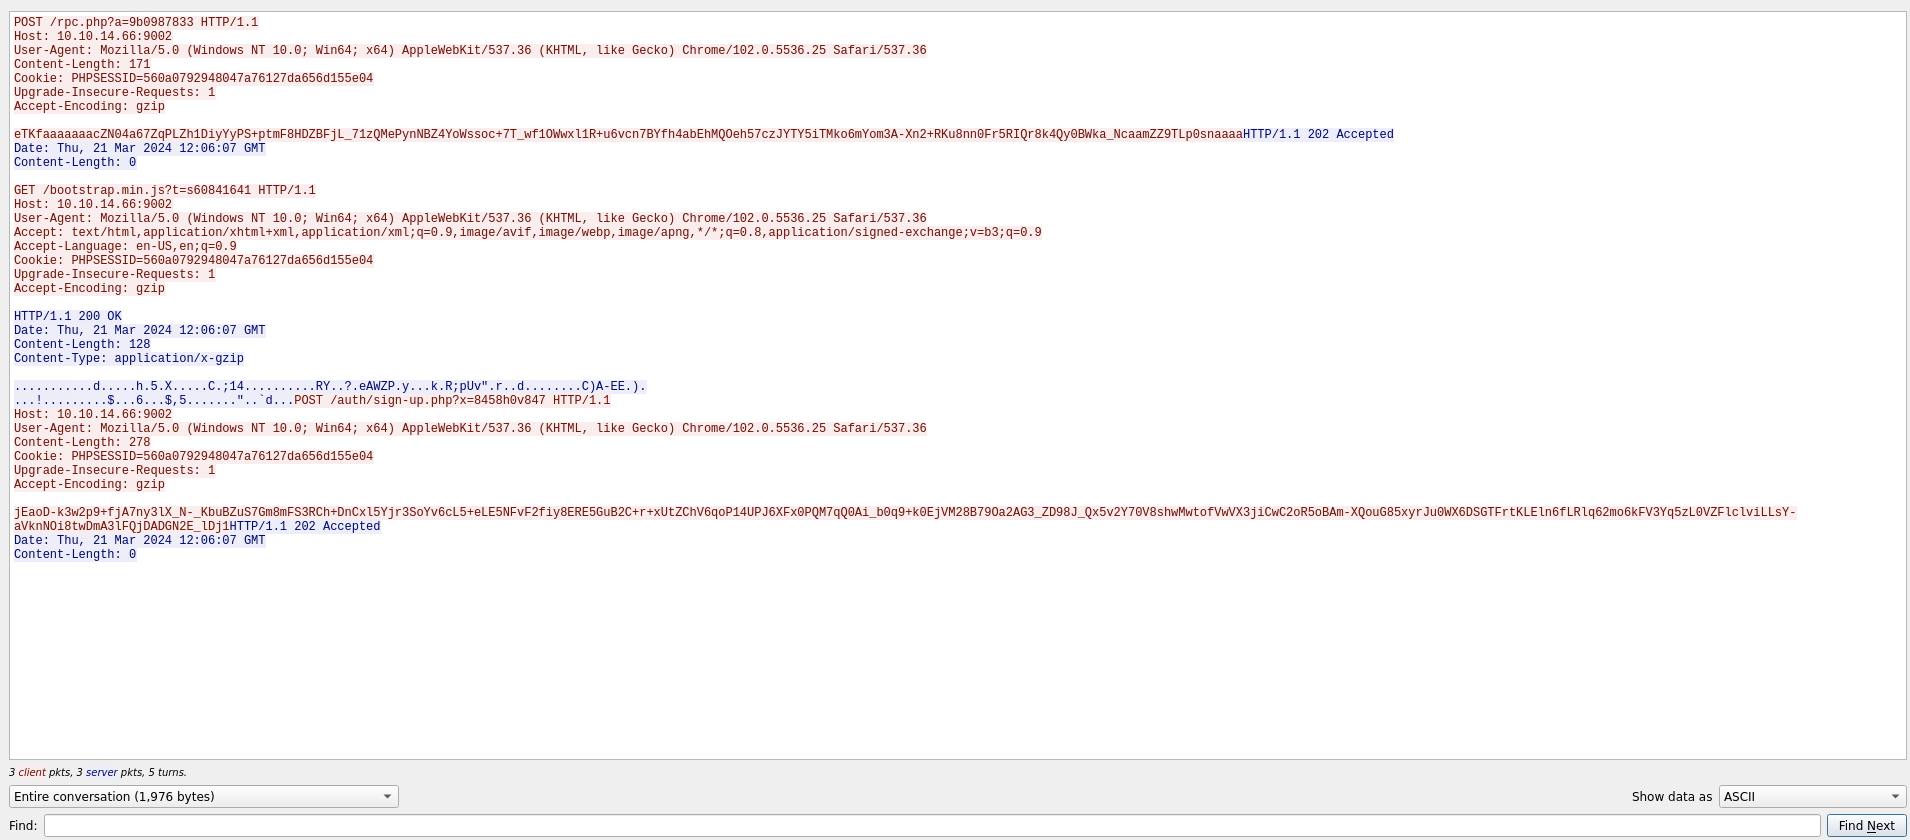 POST /rpc.php?a=9b0987833 HTTP/1.1
Host: 10.10.14.66:9002
User-Agent: Mozilla/5.0 (Windows NT 10.0; Win64; x64) AppleWebKit/537.36 (KHTML, like Gecko) Chrome/102.0.5536.25 Safari/537.36
Content-Length: 171
Cookie: PHPSESSID=560a0792948047a76127da656d155e04
Upgrade-Insecure-Requests: 1
Accept-Encoding: gzip
eTKfaaaaaaacZN04a67ZqPLZh1DiyYyPS+ptmF8HDZBFjL_71zQMePynNBZ4YoWssoc+7T_wf1OWwxl1R+u6vcn7BYfh4abEhMQOeh57czJYTY5iTMko6mYom3A-Xn2+RKu8nn0Fr5RIQr8k4Qy0BWka_NcaamZZ9TLp0snaaaaHTTP/1.1 202 Accepted
Date: Thu, 21 Mar 2024 12:06:07 GMT
Content-Length: 0
GET /bootstrap.min.js?t=s60841641 HTTP/1.1
Host: 10.10.14.66:9002
User-Agent: Mozilla/5.0 (Windows NT 10.0; Win64; x64) AppleWebKit/537.36 (KHTML, like Gecko) Chrome/102.0.5536.25 Safari/537.36
Accept: text/html,application/xhtml+xml,application/xml;q=0.9,image/avif,image/webp,image/apng,*/*;q=0.8,application/signed-exchange;v=b3;q=0.9
Accept-Language: en-US,en;q=0.9
Cookie: PHPSESSID=560a0792948047a76127da656d155e04
Upgrade-Insecure-Requests: 1
Accept-Encoding: gzip
HTTP/1.1 200 OK
Date: Thu, 21 Mar 2024 12:06:07 GMT
Content-Length: 128
Content-Type: application/x-gzip
...........d.....h.5.X.....C.;14..........RY..?.eAWZP.y...k.R;pUv".r..d........C)A-EE.).
...!.........$...6...$,5......."..`d...POST /auth/sign-up.php?x=8458h0v847 HTTP/1.1
Host: 10.10.14.66:9002
User-Agent: Mozilla/5.0 (Windows NT 10.0; Win64; x64) AppleWebKit/537.36 (KHTML, like Gecko) Chrome/102.0.5536.25 Safari/537.36
Content-Length: 278
Cookie: PHPSESSID=560a0792948047a76127da656d155e04
Upgrade-Insecure-Requests: 1
Accept-Encoding: gzip
jEaoD-k3w2p9+fjA7ny3lX_N-_KbuBZuS7Gm8mFS3RCh+DnCxl5Yjr3SoYv6cL5+eLE5NFvF2fiy8ERE5GuB2C+r+xUtZChV6qoP14UPJ6XFx0PQM7qQ0Ai_b0q9+k0EjVM28B79Oa2AG3_ZD98J_Qx5v2Y70V8shwMwtofVwVX3jiCwC2oR5oBAm-XQouG85xyrJu0WX6DSGTFrtKLEln6fLRlq62mo6kFV3Yq5zL0VZFlclviLLsY-
aVknNOi8twDmA3lFQjDADGN2E_lDj1HTTP/1.1 202 Accepted
Date: Thu, 21 Mar 2024 12:06:07 GMT
Content-Length: 0
3 client pkts, 3 server pkts, 5 turns.
Entire conversation (1,976 bytes)
Show data as ASCII
Find:
Find Next